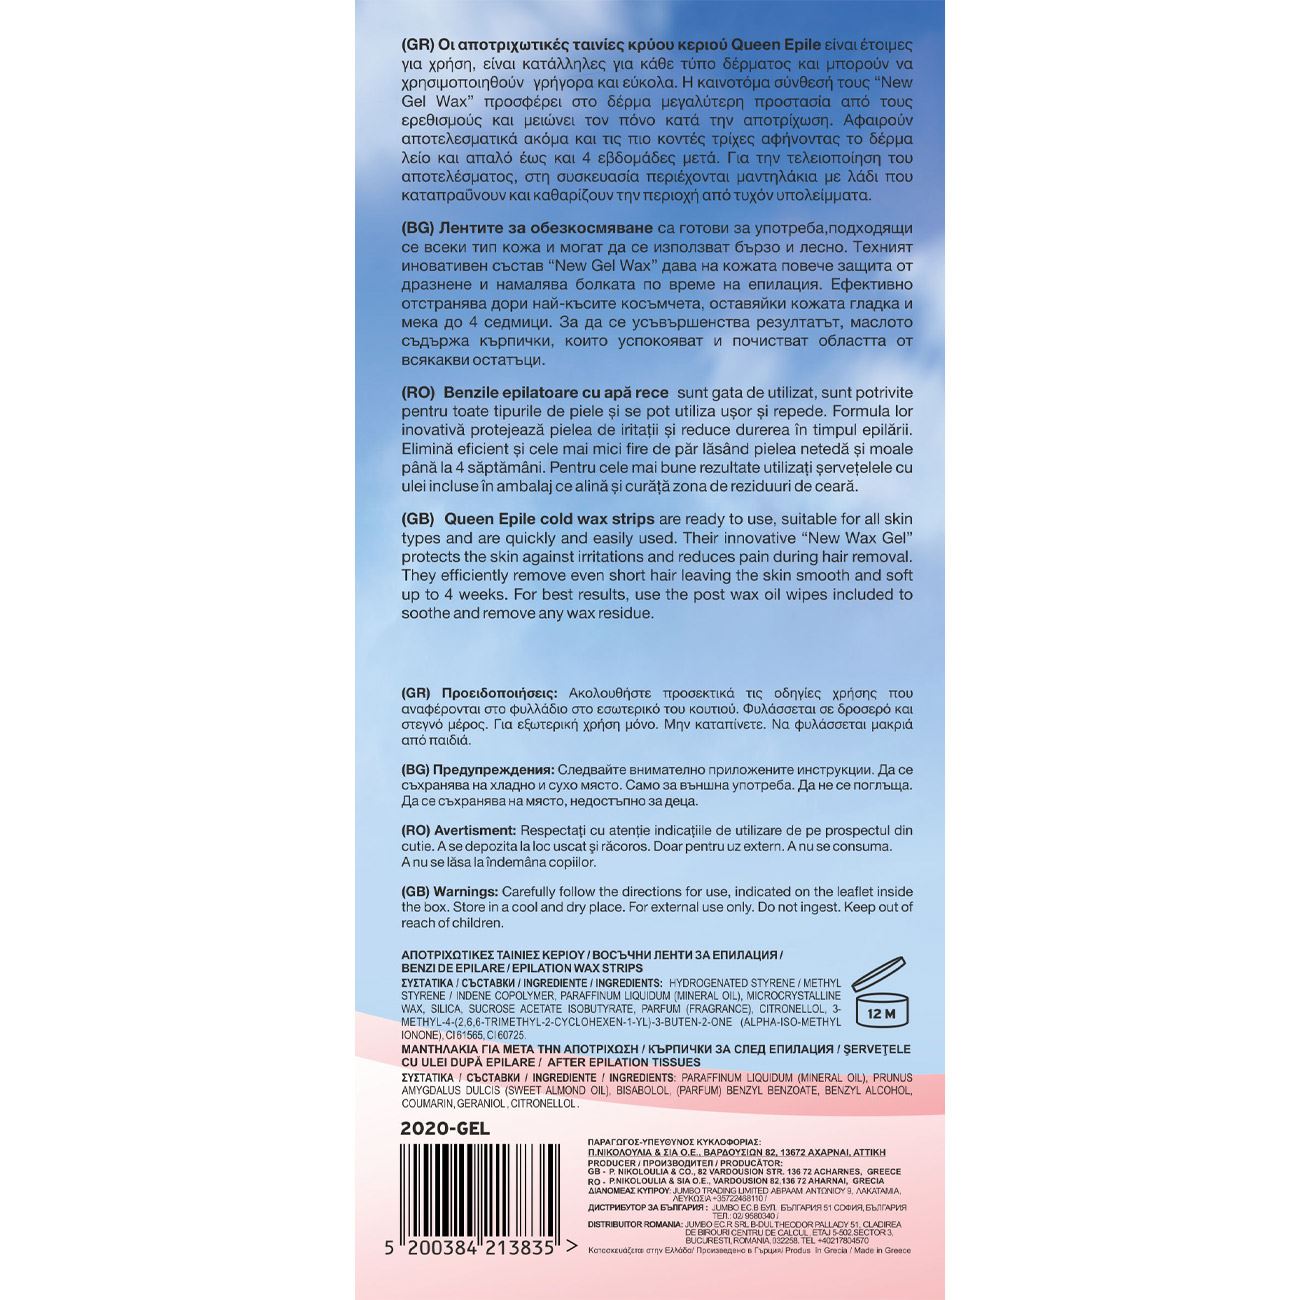 (GR) Οι αποτριχωτικές ταινίες κρύου κεριού Queen Epile είναι έτοιμες
για χρήση, είναι κατάλληλες για κάθε τύπο δέρματος και μπορούν να
χρησιμοποιηθούν γρήγορα και εύκολα. Η καινοτόμα σύνθεσή τους “New
Gel Wax” προσφέρει στο δέρμα μεγαλύτερη προστασία από τους
ερεθισμούς και μειώνει τον πόνο κατά την αποτρίχωση. Αφαιρούν
αποτελεσματικά ακόμα και τις πιο κοντές τρίχες αφήνοντας το δέρμα
λείο και απαλό έως και 4 εβδομάδες μετά. Για την τελειοποίηση του
αποτελέσματος, στη συσκευασία περιέχονται μαντηλάκια με λάδι που
καταπραΰνουν και καθαρίζουν την περιοχή από τυχόν υπολείμματα.
(BG) Лентите за обезкосмяване са готови за употреба,подходящи
се всеки тип кожа и могат да се използват бързо и лесно. Техният
иновативен състав “New Gel Wax” дава на кожата повече защита от
дразнене и намалява болката по време на епилация. Ефективно
отстранява дори най-късите косъмчета, оставяйки кожата гладка и
мека до 4 седмици. За да се усъвършенства резултатът, маслото
съдържа кърпички, които успокояват и почистват областта от
всякакви остатъци.
(RO) Benzile epilatoare cu apă rece sunt gata de utilizat, sunt potrivite
pentru toate tipurile de piele și se pot utiliza ușor și repede. Formula lor
inovativă protejează pielea de iritații și reduce durerea în timpul epilării.
Elimină eficient și cele mai mici fire de păr lăsând pielea netedă și moale
până la 4 săptămâni. Pentru cele mai bune rezultate utilizați șervețelele cu
ulei incluse în ambalaj ce alină și curăță zona de reziduuri de ceară.
(GB) Queen Epile cold wax strips are ready to use, suitable for all skin
types and are quickly and easily used. Their innovative “New Wax Gel”
protects the skin against irritations and reduces pain during hair removal.
They efficiently remove even short hair leaving the skin smooth and soft
up to 4 weeks. For best results, use the post wax oil wipes included to
soothe and remove any wax residue.
(GR) Προειδοποιήσεις: Ακολουθήστε προσεκτικά τις οδηγίες χρήσης που
αναφέρονται στο φυλλάδιο στο εσωτερικό του κουτιού. Φυλάσσεται σε δροσερό και
στεγνό μέρος. Για εξωτερική χρήση μόνο. Μην καταπίνετε. Να φυλάσσεται μακριά
από παιδιά.
(BG) Предупреждения: Следвайте внимателно приложените инструкции. Да се
съхранява на хладно и сухо място. Само за външна употреба. Да не се поглъща.
Да се съхранява на място, недостъпно за деца.
(RO) Avertisment: Respectați cu atenție indicațiile de utilizare de pe prospectul din
cutie. A se depozita la loc uscat şi răcoros. Doar pentru uz extern. A nu se consuma.
A nu se lăsa la îndemâna copiilor.
(GB) Warnings: Carefully follow the directions for use, indicated on the leaflet inside
the box. Store in a cool and dry place. For external use only. Do not ingest. Keep out of
reach of children.
ΑΠΟΤΡΙΧΩΤΙΚΕΣ ΤΑΙΝΙΕΣ ΚΕΡΙΟΥ / ВОСЪЧНИ ЛЕНТИ ЗА ЕПИЛАЦИЯ /
BENZI DE EPILARE / EPILATION WAX STRIPS
ΣΥΣΤΑΤΙΚΑ / СЪСТАВКИ / INGREDIENTE / INGREDIENTS: HYDROGENATED STYRENE / METHYL
STYRENE / INDENE COPOLYMER, PARAFFINUM LIQUIDUM (MINERAL OIL), MICROCRYSTALLINE
WAX, SILICA, SUCROSE ACETATE ISOBUTYRATE, PARFUM (FRAGRANCE), CITRONELLOL, 3-
METHYL-4-(2,6,6-TRIMETHYL-2-CYCLOHEXEN-1-YL)-3-BUTEN-2-ONE (ALPHA-ISO-METHYL
IONONE), CI 61565, CI 60725.
12 M
ΜΑΝΤΗΛΑΚΙΑ ΓΙΑ ΜΕΤΑ ΤΗΝ ΑΠΟΤΡΙΧΩΣΗ / КЪРПИЧКИ ЗА СЛЕД ЕПИЛАЦИЯ / ŞERVEŢELE
CU ULEI DUPĂ EPILARE / AFTER EPILATION TISSUES
ΣΥΣΤΑΤΙΚΑ / СЪСТАВКИ / INGREDIENTE / INGREDIENTS: PARAFFINUM LIQUIDUM (MINERAL OIL), PRUNUS
AMYGDALUS DULCIS (SWEET ALMOND OIL), BISABOLOL, (PARFUM) BENZYL BENZOATE, BENZYL ALCOHOL,
COUMARIN, GERANIOL, CITRONELLOL.
2020-GEL
5 200384 213835 >
ΠΑΡΑΓΩΓΟΣ-ΥΠΕΥΘΥΝΟΣ ΚΥΚΛΟΦΟΡΙΑΣ:
Π.ΝΙΚΟΛΟΥΛΙΑ & ΣΙΑ Ο.Ε., ΒΑΡΔΟΥΣΙΩΝ 82, 13672 ΑΧΑΡΝΑΙ, ΑΤΤΙΚΗ
PRODUCER / ПРОИЗВОДИТЕЛ / PRODUCĂTOR:
GB - P. NIKOLOULIA & CO., 82 VARDOUSION STR. 136 72 ACHARNES, GREECE
RO - P.NIKOLOULIA & SIA O.E., VARDOUSION 82,136 72 AHARNAI, GRECIA
ΔΙΑΝΟΜΕΑΣ ΚΥΠΡΟΥ: JUMBO TRADING LIMITED ΑΒΡΑΑΜ ΑΝΤΩΝΙΟΥ 9, ΛΑΚΑΤΑΜΙΑ,
ΛΕΥΚΩΣΙΑ +35722468110 /
ДИСТРИБУТОР ЗА БЪЛГАРИЯ : JUMBO EC.B БУЛ. БЪЛГАРИЯ 51 СОФИЯ, БЪЛГАРИЯ
ТЕЛ.: 02/ 9580340 /
DISTRIBUITOR ROMANIA: JUMBO EC.R SRL B-DUL THEODOR PALLADY 51, CLADIREA
DE BIROURI CENTRU DE CALCUL, ETAJ 5-502,SECTOR 3,
BUCURESTI, ROMANIA, 032258. TEL +40217804570
Κατασκευάζεται στην Ελλάδα/ Произведено в Гърция/ Produs în Grecia / Made in Greece